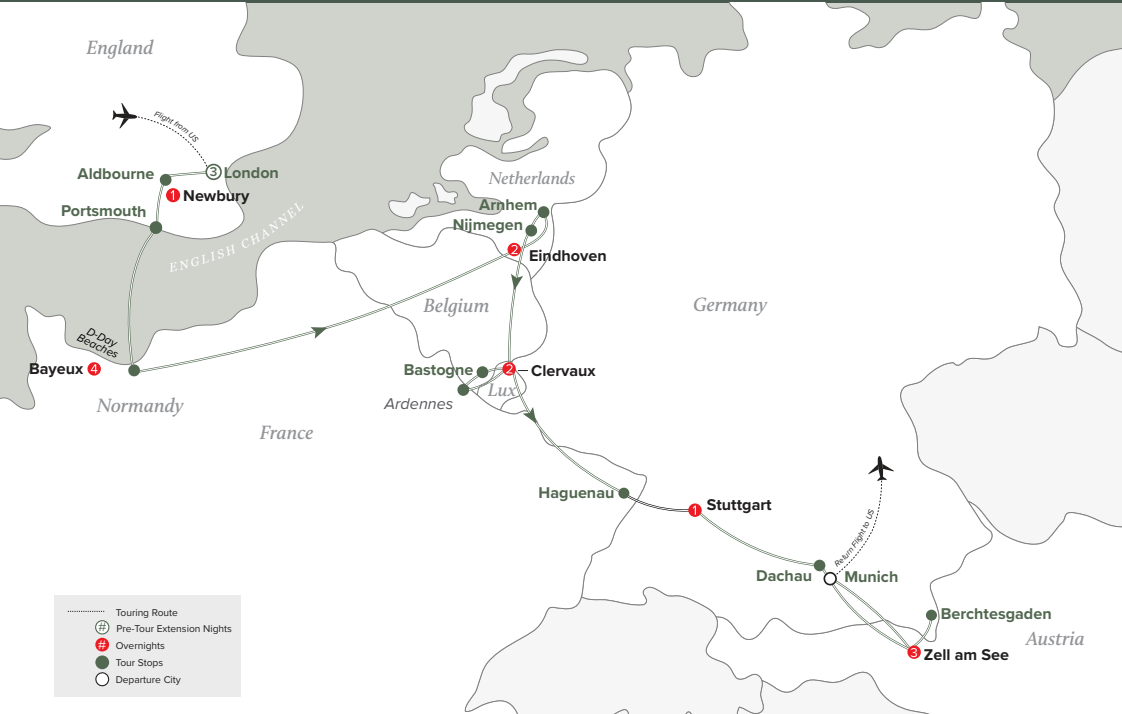 England
Flight from US
Aldbourne
3
London
1
Newbury
Portsmouth
ENGLISH CHANNEL
Netherlands
Arnhem
Nijmegen
2
Eindhoven
Belgium
Germany
D-Day
Beaches
Bayeux
4
Bastogne
2
Clervaux
Lux
Ardennes
Normandy
France
Haguenau
1
Stuttgart
Return Flight to US
Dachau
Munich
Berchtesgaden
Austria
3
Zell am See
Touring Route
# Pre-Tour Extension Nights
# Overnights
Tour Stops
Departure City